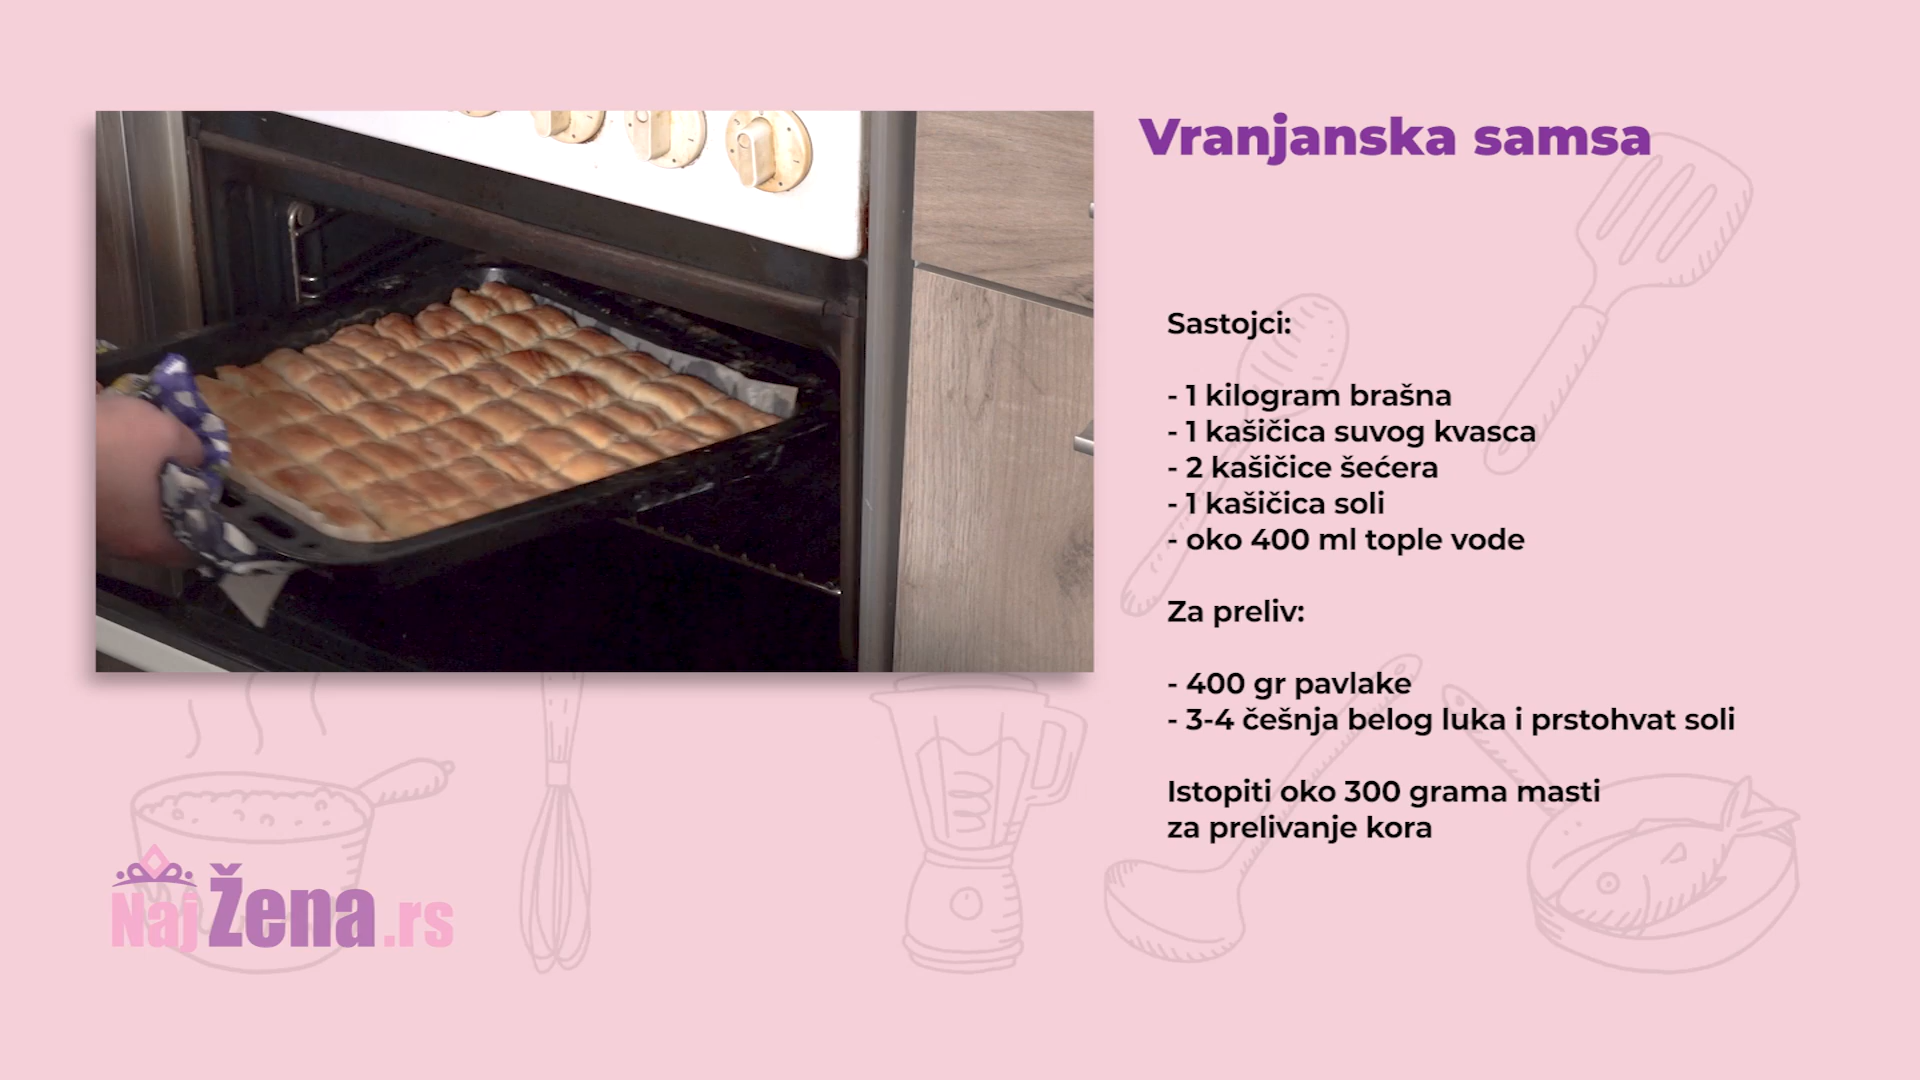 Vranjanska samsa
Sastojci:
- 1 kilogram brašna
- 1 kašičica suvog kvasca
- 2 kašičice šećera
- 1 kašičica soli
- oko 400 ml tople vode
Za preliv:
- 400 gr pavlake
- 3-4 češnja belog luka i prstohvat soli
Istopiti oko 300 grama masti
za prelivanje kora
Naj Žena.rs